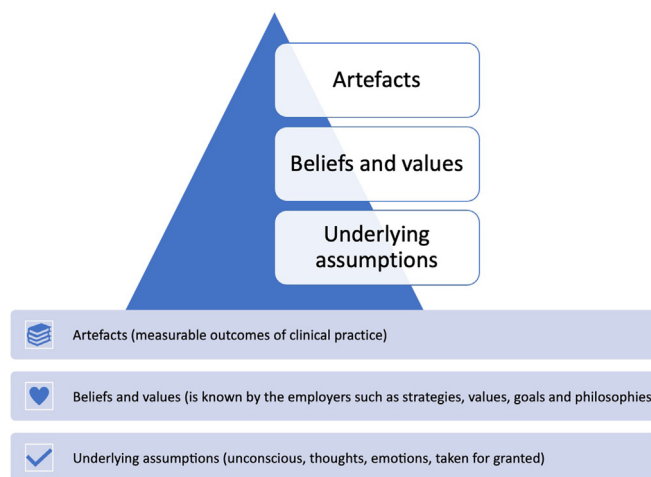 Artefacts
Beliefs and values
Underlying
assumptions
Artefacts (measurable outcomes of clinical practice)
Beliefs and values (is known by the employers such as strategies, values, goals and philosophies
Underlying assumptions (unconscious, thoughts, emotions, taken for granted)